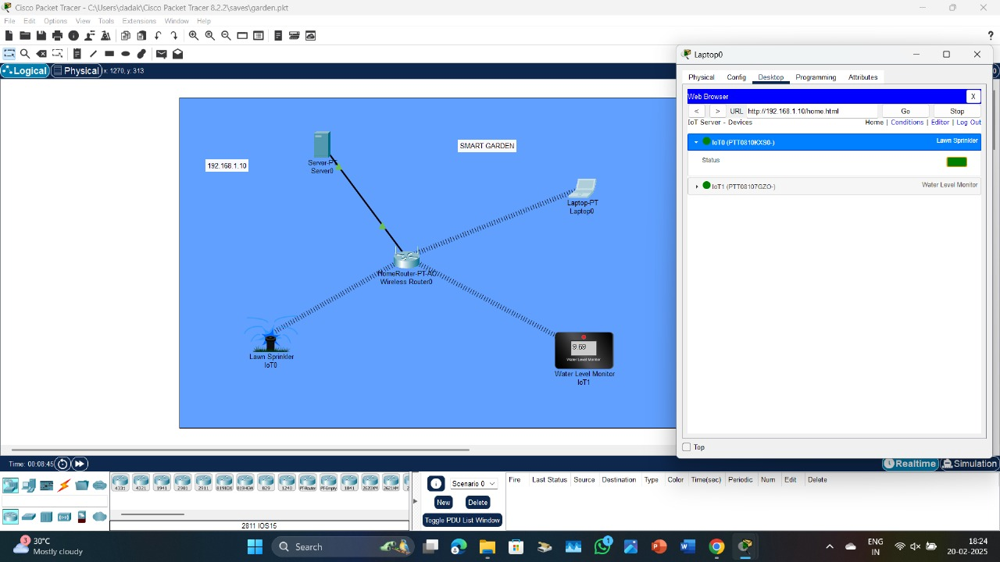 Cisco Packet Tracer - C:\Users\dadak\Cisco Packet Tracer 8.2.2\saves\garden.pkt
File Edit Options View Tools Extensions Window Help
?
Logical Physical x: 1270, y: 313
SMART GARDEN
192.168.1.10
Server-PT
Server0
Laptop-PT
Laptop0
HomeRouter-PT-AC
Wireless Router0
Lawn Sprinkler
IoT0
9.69
Water Level Monitor
Water Level Monitor
IoT1
Laptop0
Physical Config Desktop Programming Attributes
Web Browser X
< > URL http://192.168.1.10/home.html Go Stop
IoT Server - Devices Home | Conditions | Editor | Log Out
IoT0 (PTT0810KXS0-) Lawn Sprinkler
Status
IoT1 (PTT08107GZO-) Water Level Monitor
Top
Time: 00:08:45 Realtime Simulation
4331 4321 1941 2901 2911 819IOX 819HGW 829 1240 PT-Router PT-Empty 1841 2620XM 2621XM 2
2811 IOS15
Scenario 0
New Delete
Toggle PDU List Window
Fire Last Status Source Destination Type Color Time(sec) Periodic Num Edit Delete
3 30°C
Mostly cloudy
Search
1
ENG
IN
18:24
20-02-2025